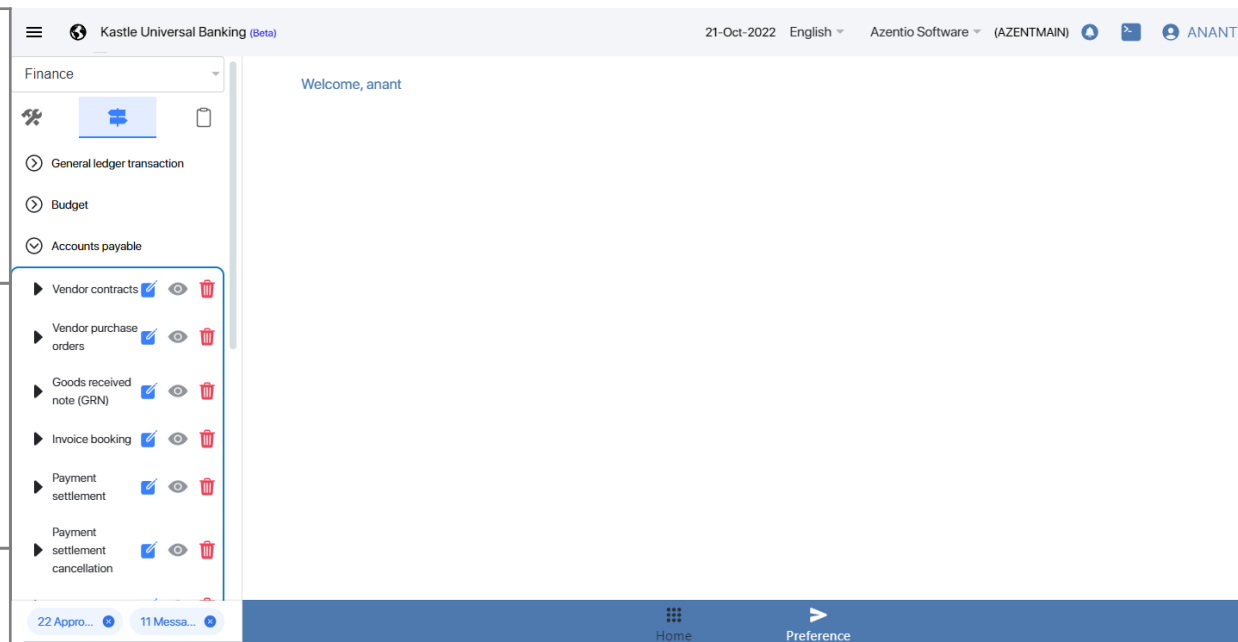 Kastle Universal Banking (Beta)
21-Oct-2022 English Azentio Software (AZENTMAIN) ANANT
Finance
Welcome, anant
General ledger transaction
Budget
Accounts payable
Vendor contracts
Vendor purchase
orders
Goods received
note (GRN)
Invoice booking
Payment
settlement
Payment
settlement
cancellation
22 Appro... 11 Messa...
Home Preference